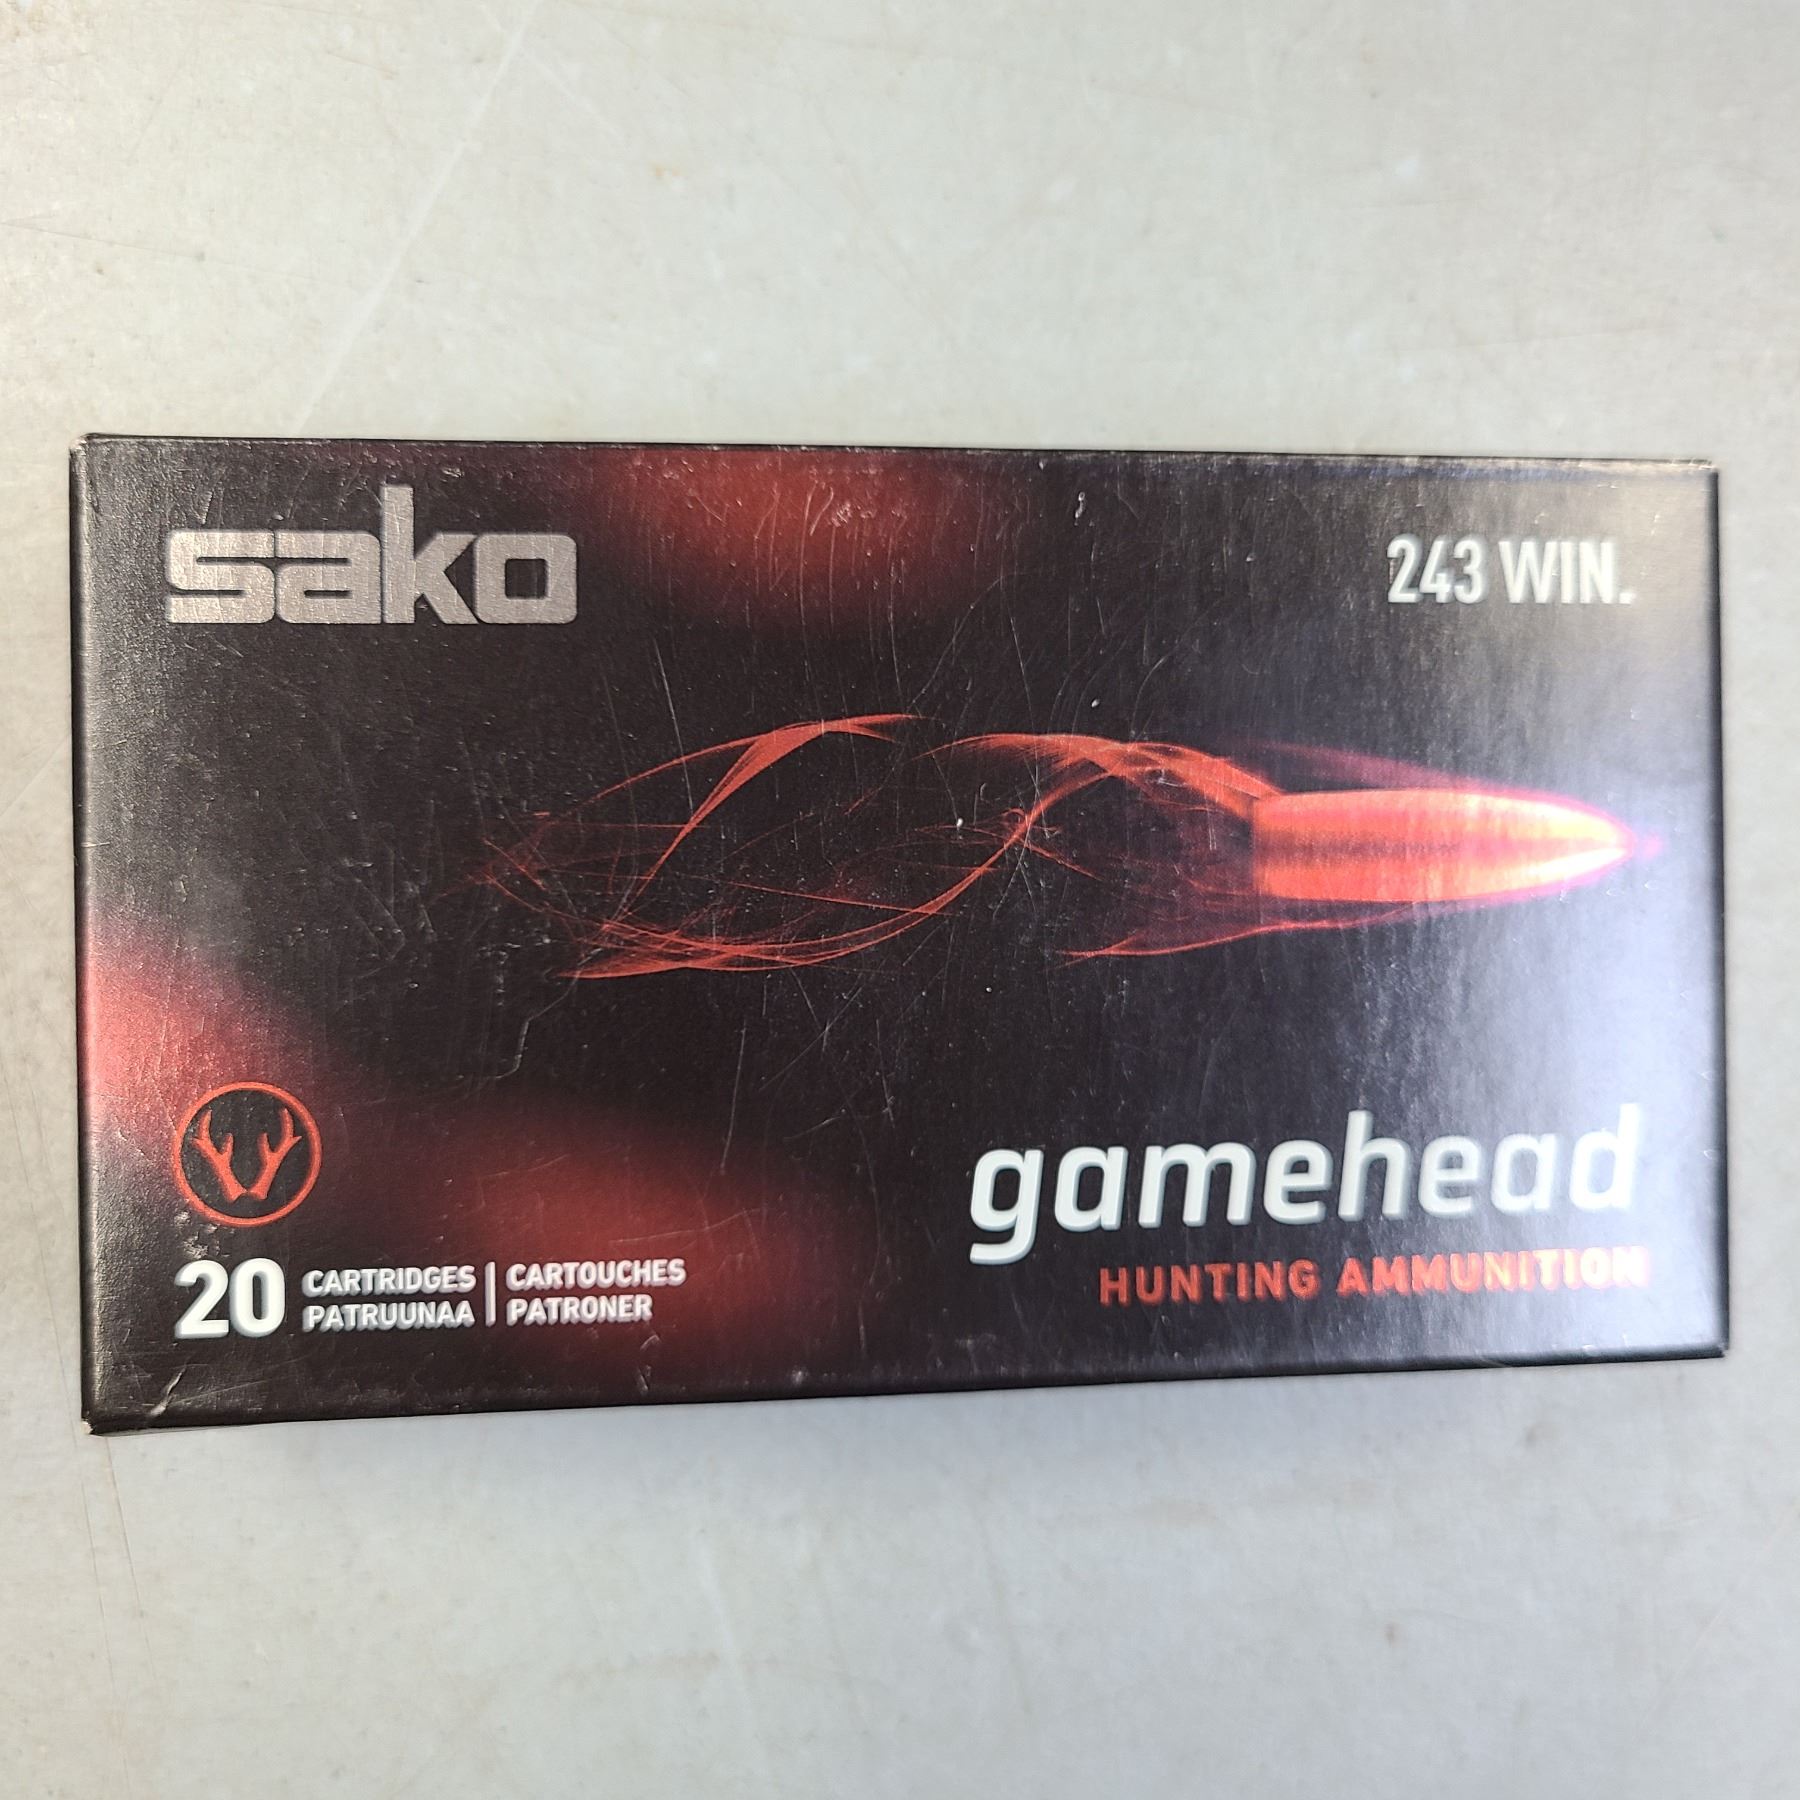 sako
243 WIN.
gamehead
HUNTING AMMUNITION
20
CARTRIDGES | CARTOUCHES
PATRUUNAA | PATRONER